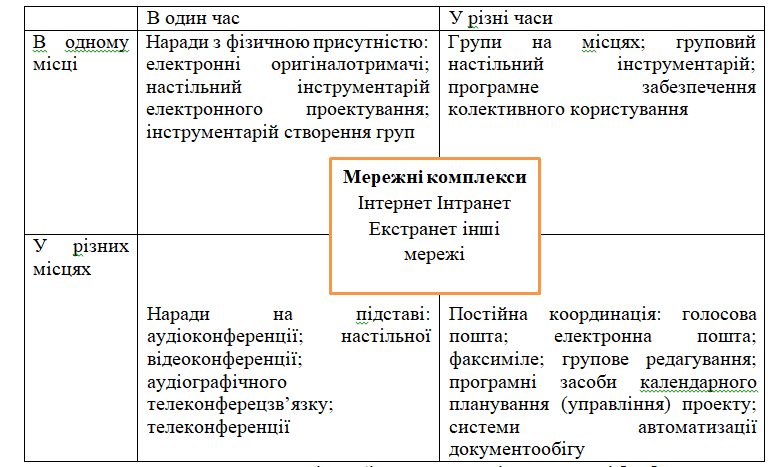 В один час
У різні часи
В одному
місці
Наради з фізичною присутністю:
електронні оригіналотримачі;
настільний інструментарій
електронного проектування;
інструментарій створення груп
Групи на місцях; груповий
настільний інструментарій;
програмне забезпечення
колективного користування
Мережні комплекси
Інтернет Інтранет
Екстранет інші
мережі
У різних
місцях
Наради на підставі:
аудіоконференції; настільної
відеоконференції;
аудіографічного
телеконферецзв’язку;
телеконференції
Постійна координація: голосова
пошта; електронна пошта;
факсиміле; групове редагування;
програмні засоби календарного
планування (управління) проекту;
системи автоматизації
документообігу